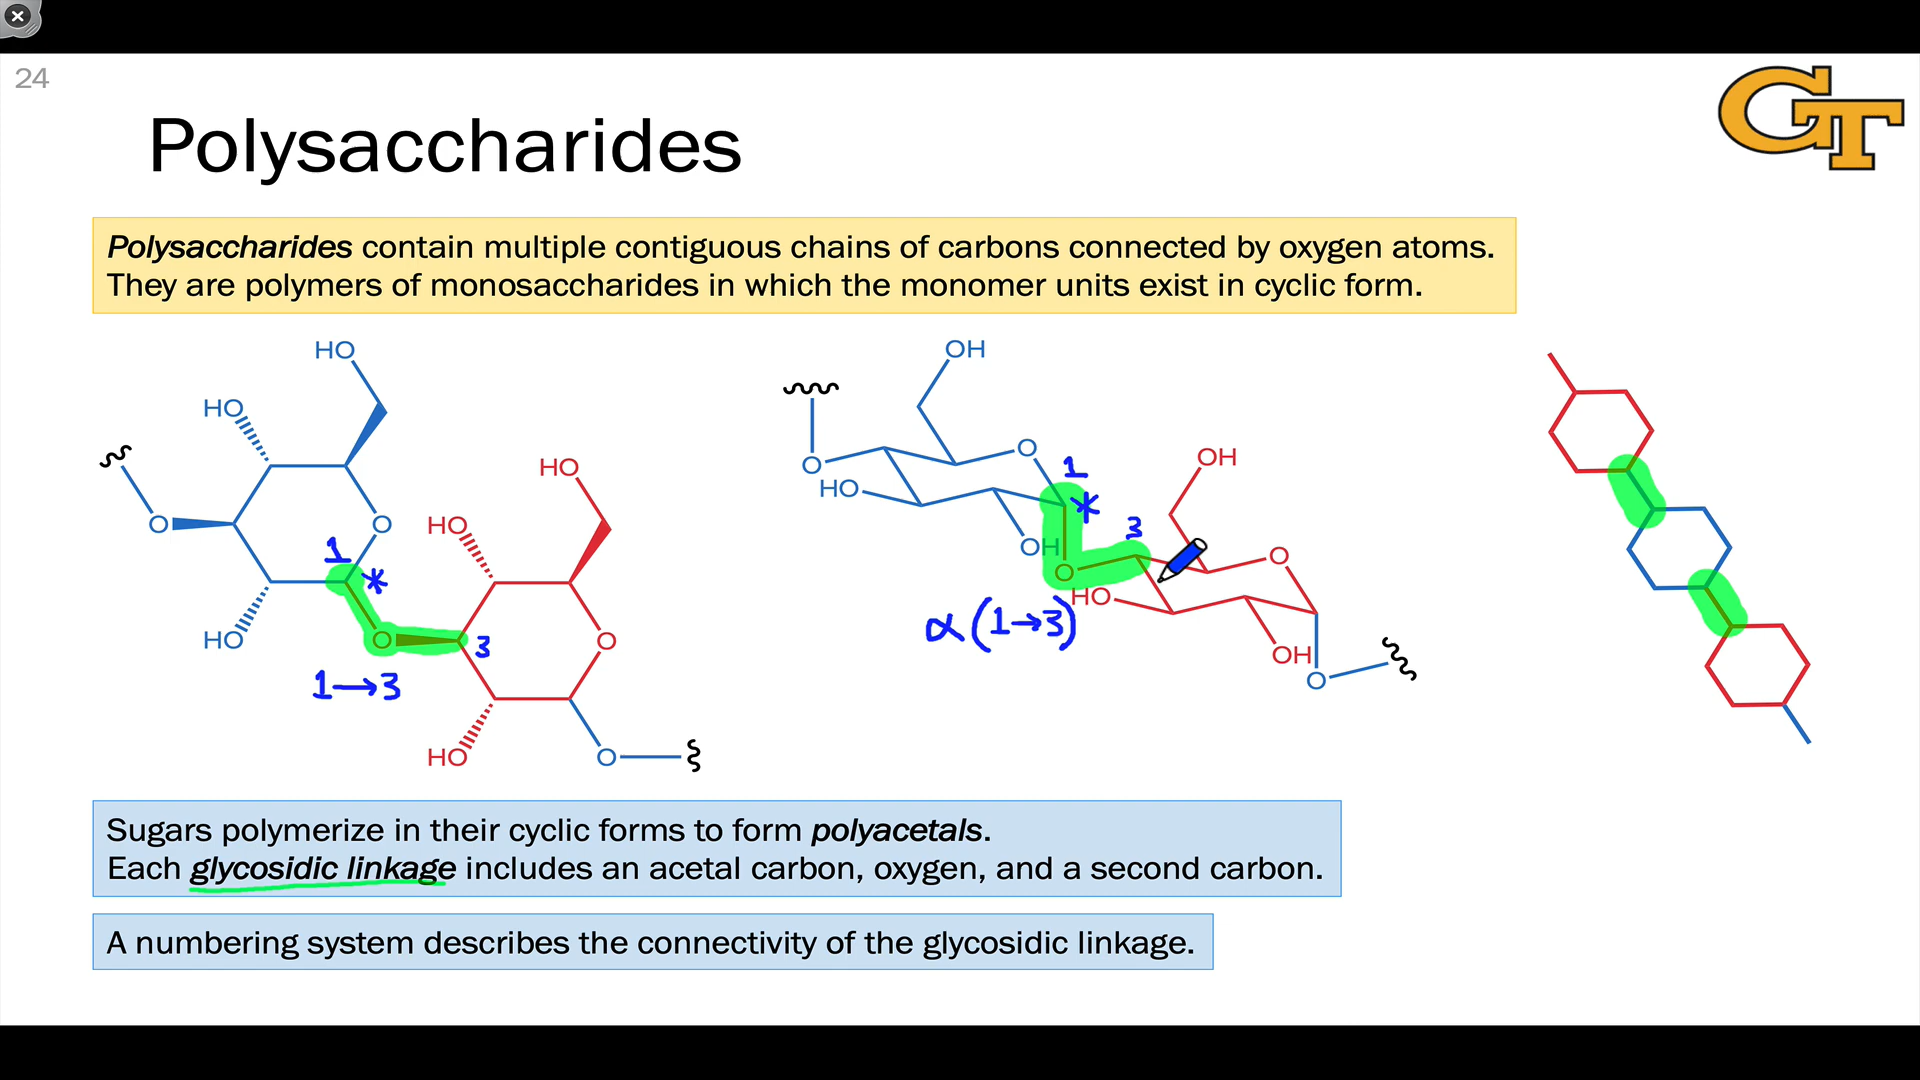 24
GT
Polysaccharides
Polysaccharides contain multiple contiguous chains of carbons connected by oxygen atoms.
They are polymers of monosaccharides in which the monomer units exist in cyclic form.
HO
HO
O
O
1
*
HO
O
3
1→3
HO
HO
O
HO
O
OH
O
O
HO
OH
1
*
3
O
α(1→3)
OH
O
HO
OH
O
Sugars polymerize in their cyclic forms to form polyacetals.
Each glycosidic linkage includes an acetal carbon, oxygen, and a second carbon.
A numbering system describes the connectivity of the glycosidic linkage.